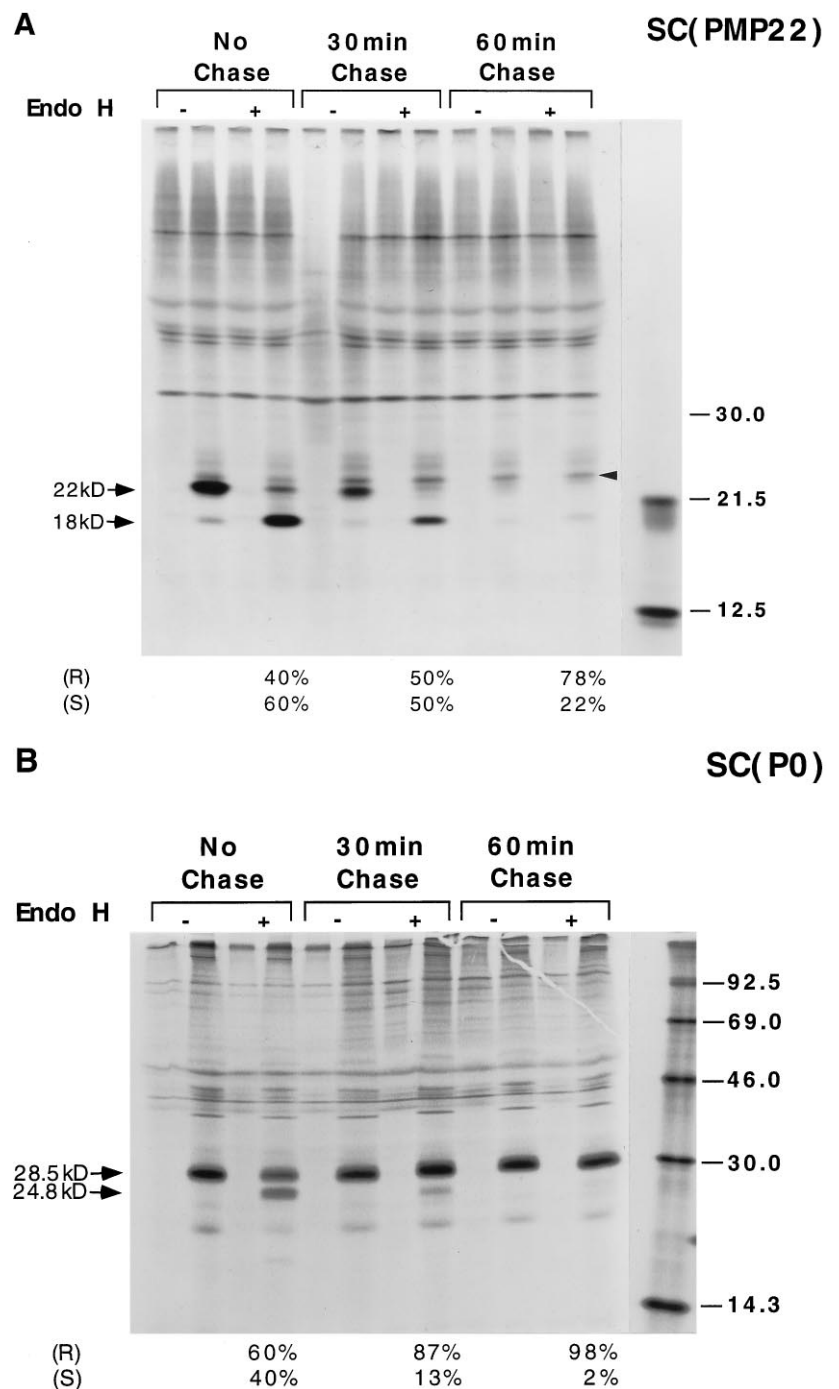 A
SC(PMP22)
No Chase
30min Chase
60min Chase
Endo H - + - + - +
30.0
22kD
21.5
18kD
12.5
(R) 40% 50% 78%
(S) 60% 50% 22%
B
SC(P0)
No Chase
30min Chase
60min Chase
Endo H - + - + - +
92.5
69.0
46.0
28.5kD
30.0
24.8kD
14.3
(R) 60% 87% 98%
(S) 40% 13% 2%